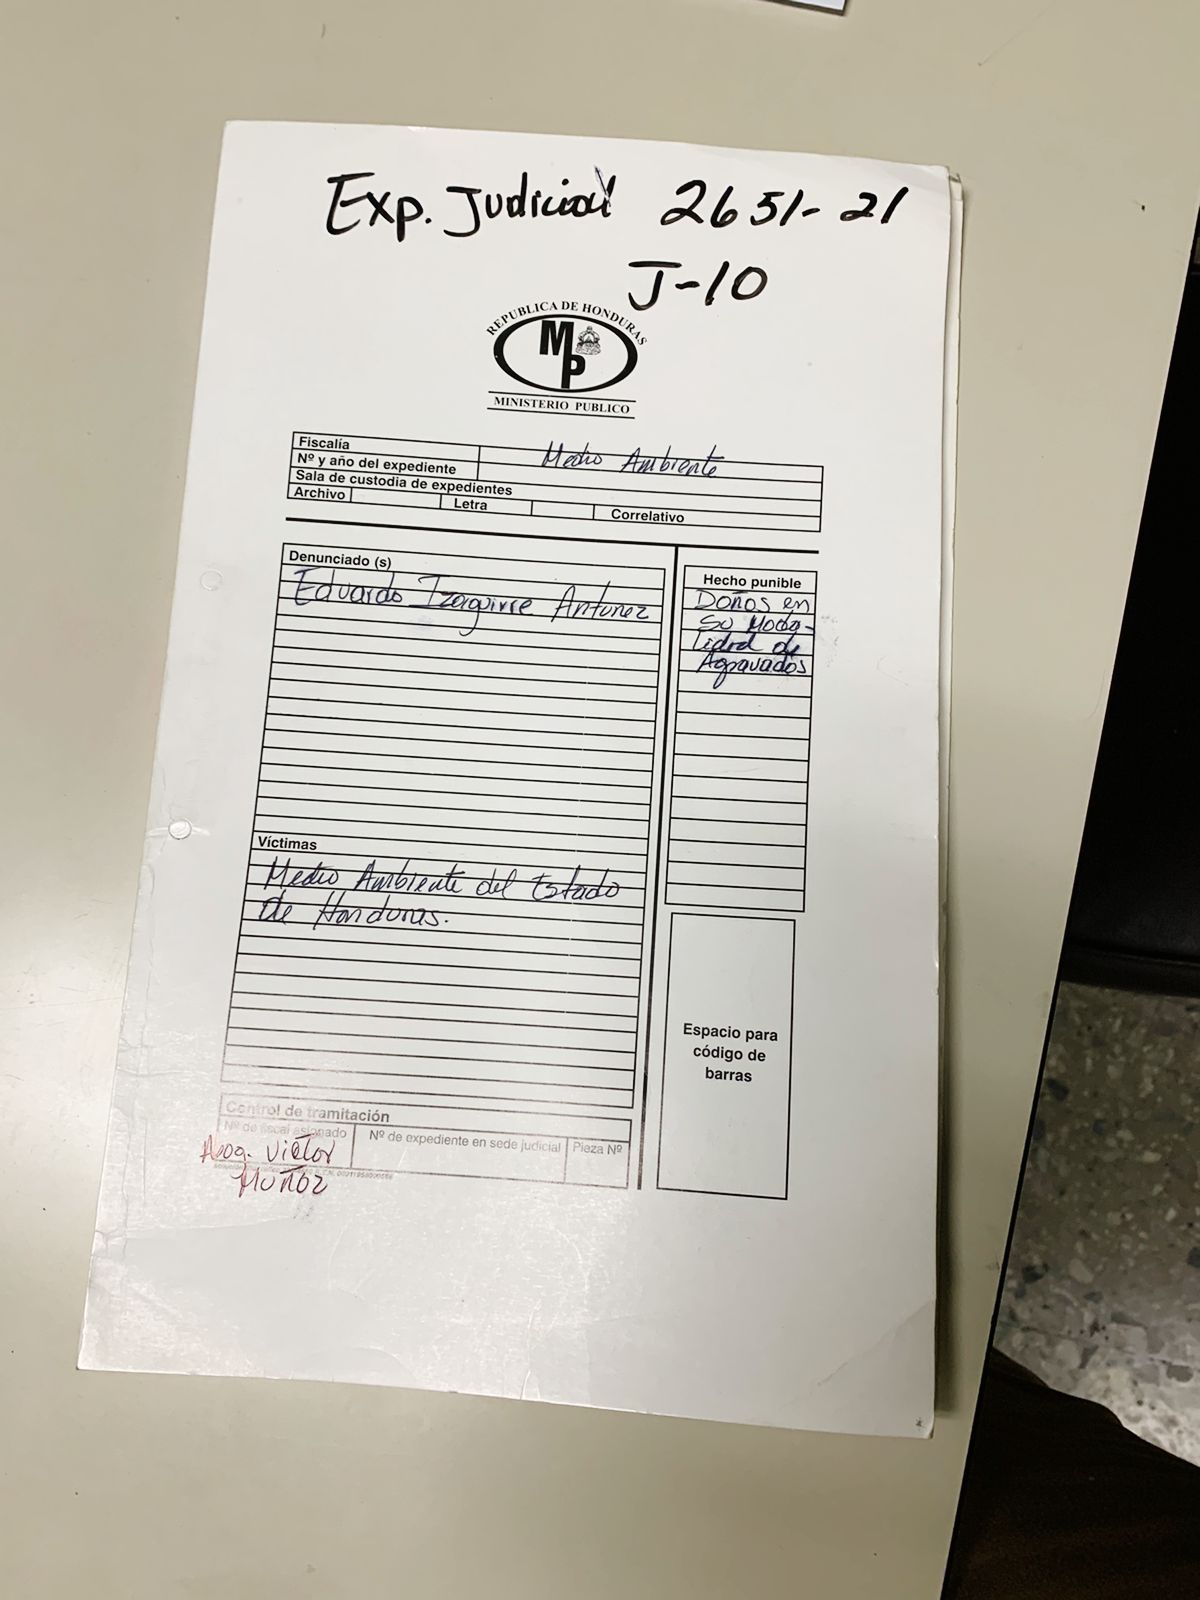 Exp. Judicial 2651-21
J-10
REPUBLICA DE HONDURAS
MP
MINISTERIO PUBLICO
Fiscalía
Medio Ambiente
Nº y año del expediente
Sala de custodia de expedientes
Archivo Letra Correlativo
Denunciado (s)
Eduardo Izaguirre Antunez
Hecho punible
Daños en
su Moda-
lidad de
Agravados
Víctimas
Medio Ambiente del Estado
de Honduras.
Espacio para
código de
barras
Control de tramitación
Nº de fiscal asignado Nº de expediente en sede judicial Pieza Nº
Abog. Victor
Muñoz